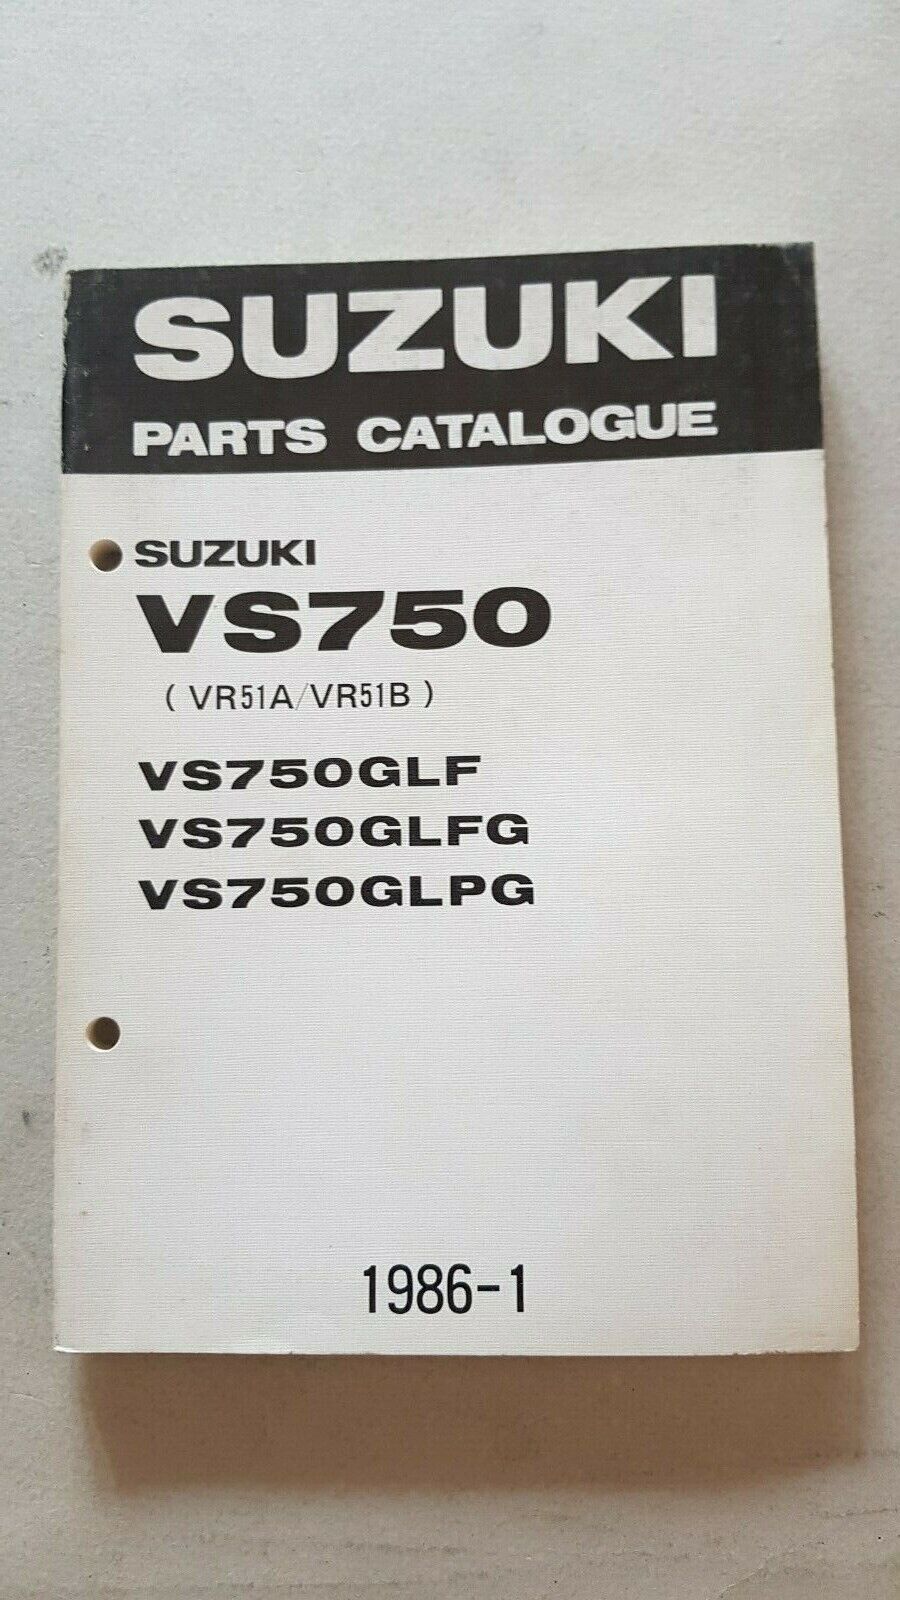 SUZUKI
PARTS CATALOGUE
SUZUKI
VS750
( VR51A/VR51B )
VS750GLF
VS750GLFG
VS750GLPG
1986-1